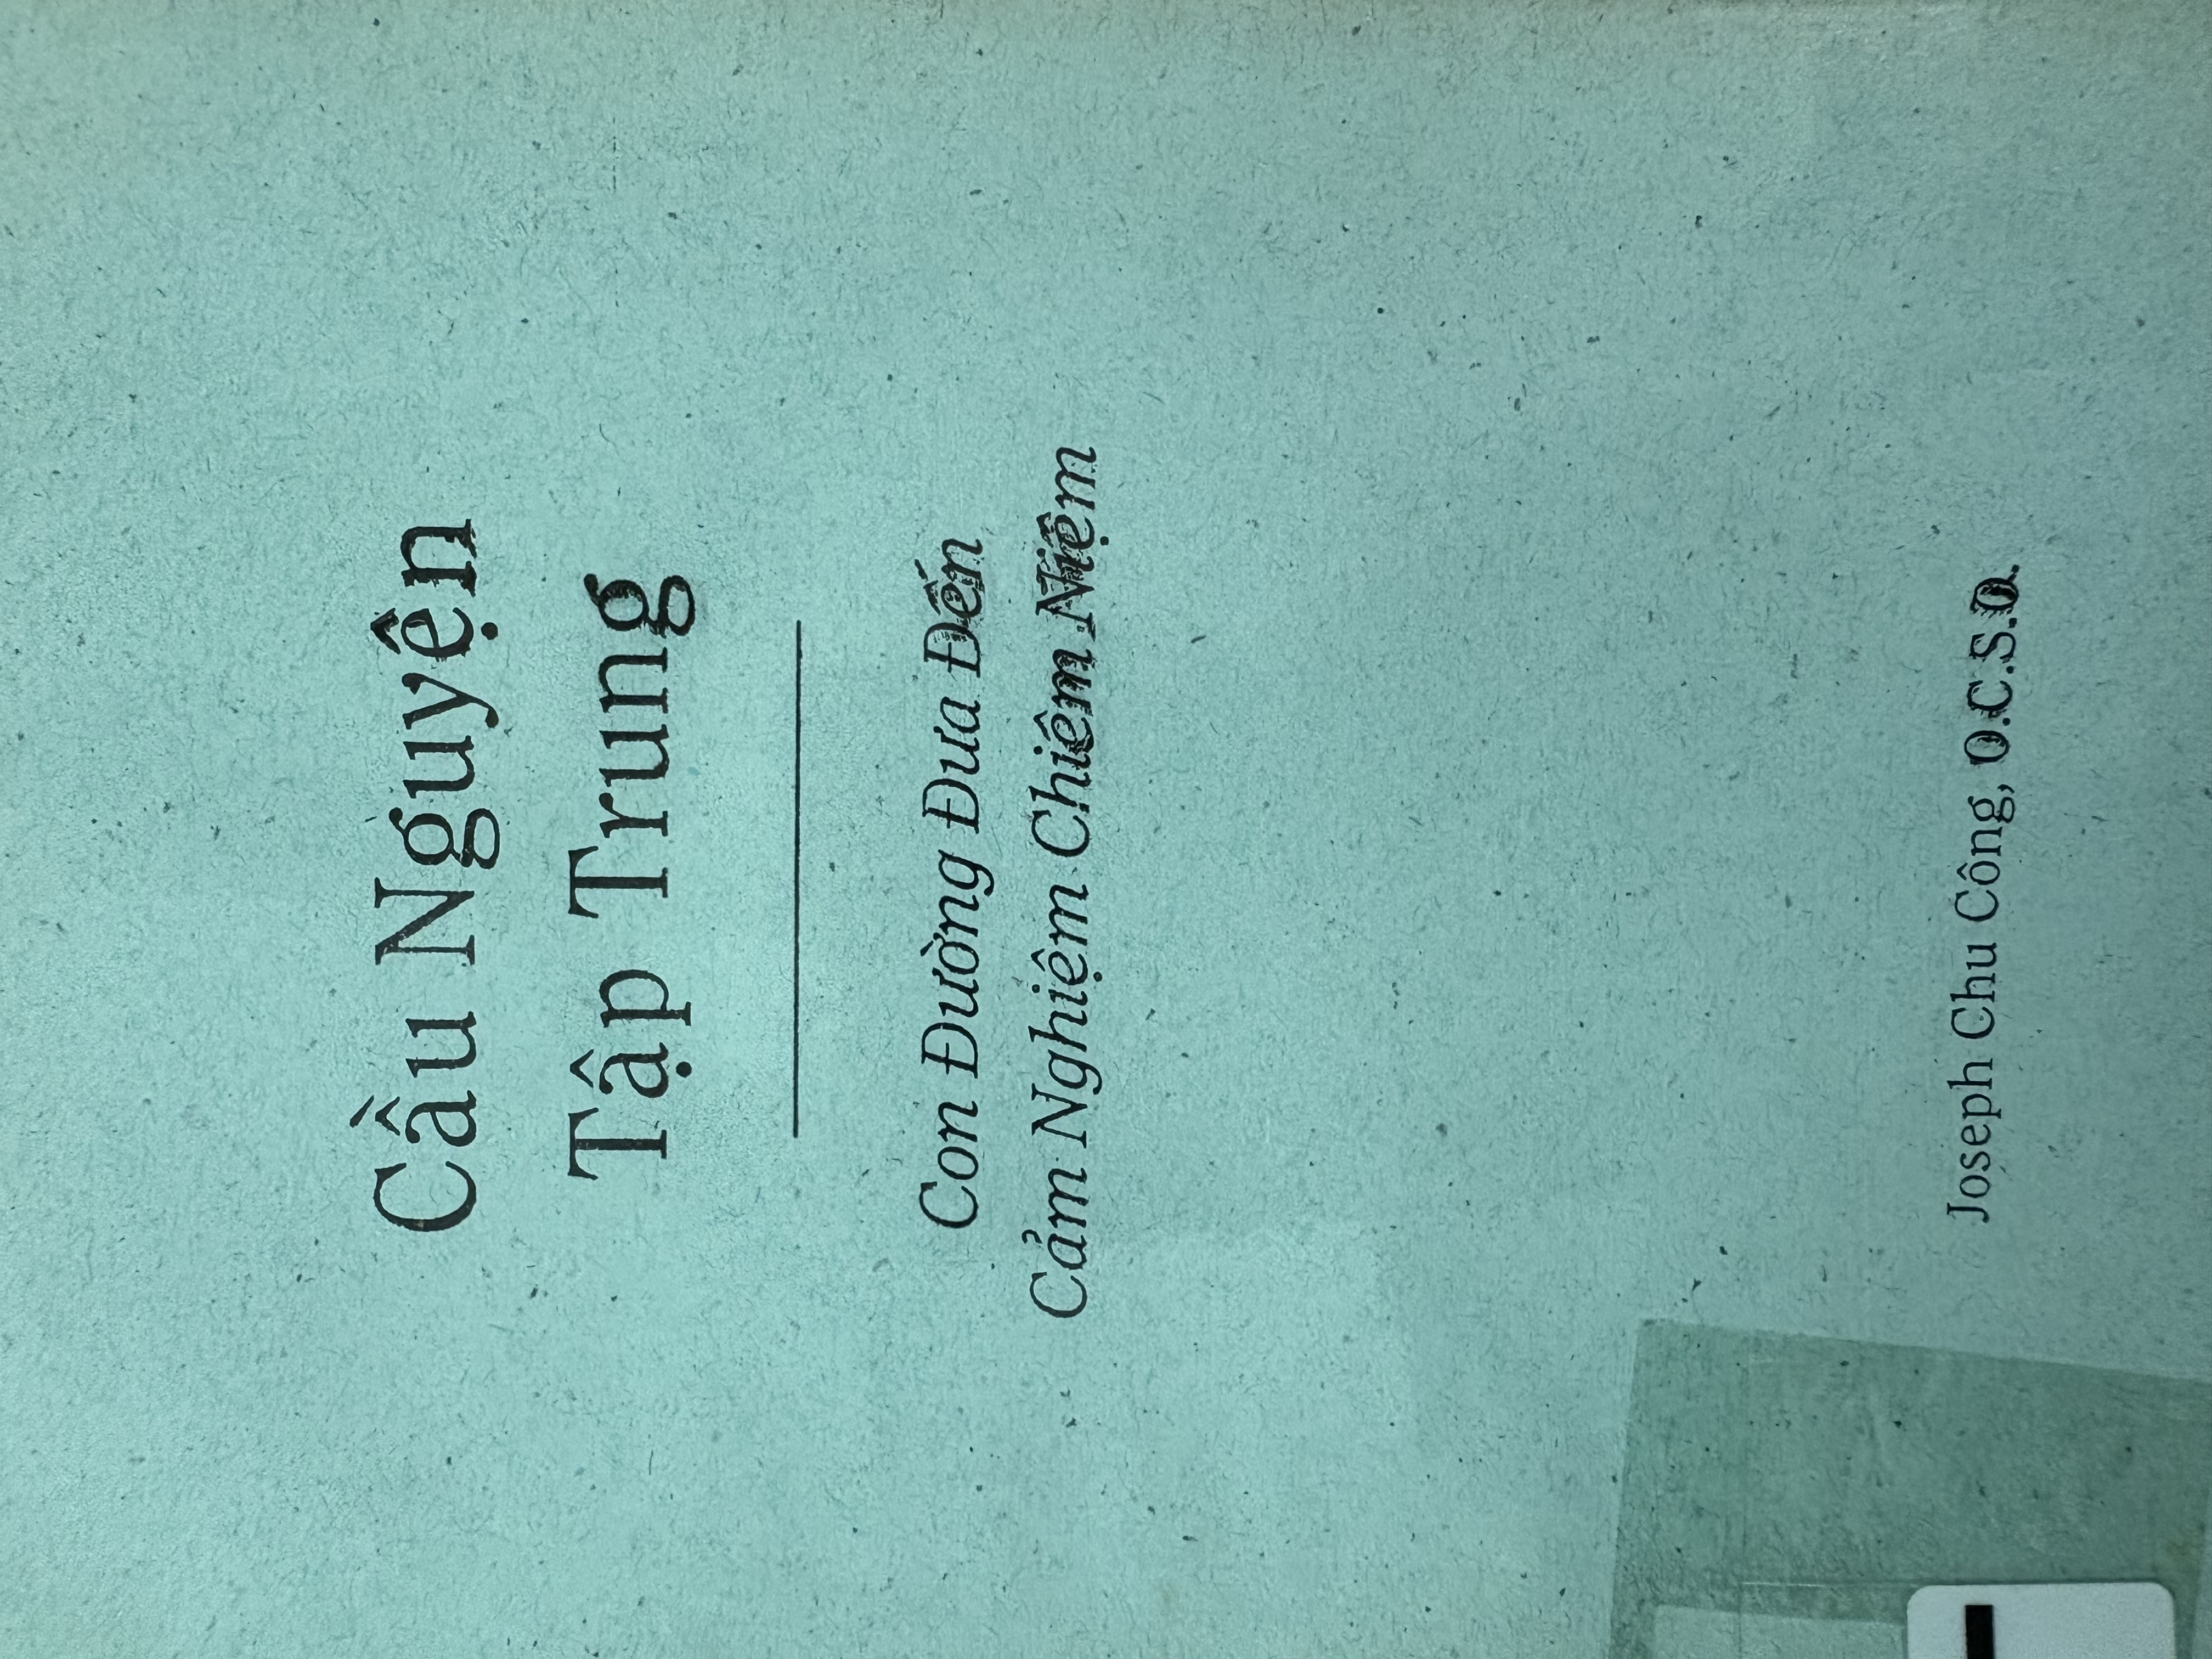 Cầu Nguyện
Tập Trung
Con Đường Đưa Đến
Cảm Nghiệm Chiêm Niệm
Joseph Chu Công, O.C.S.O.